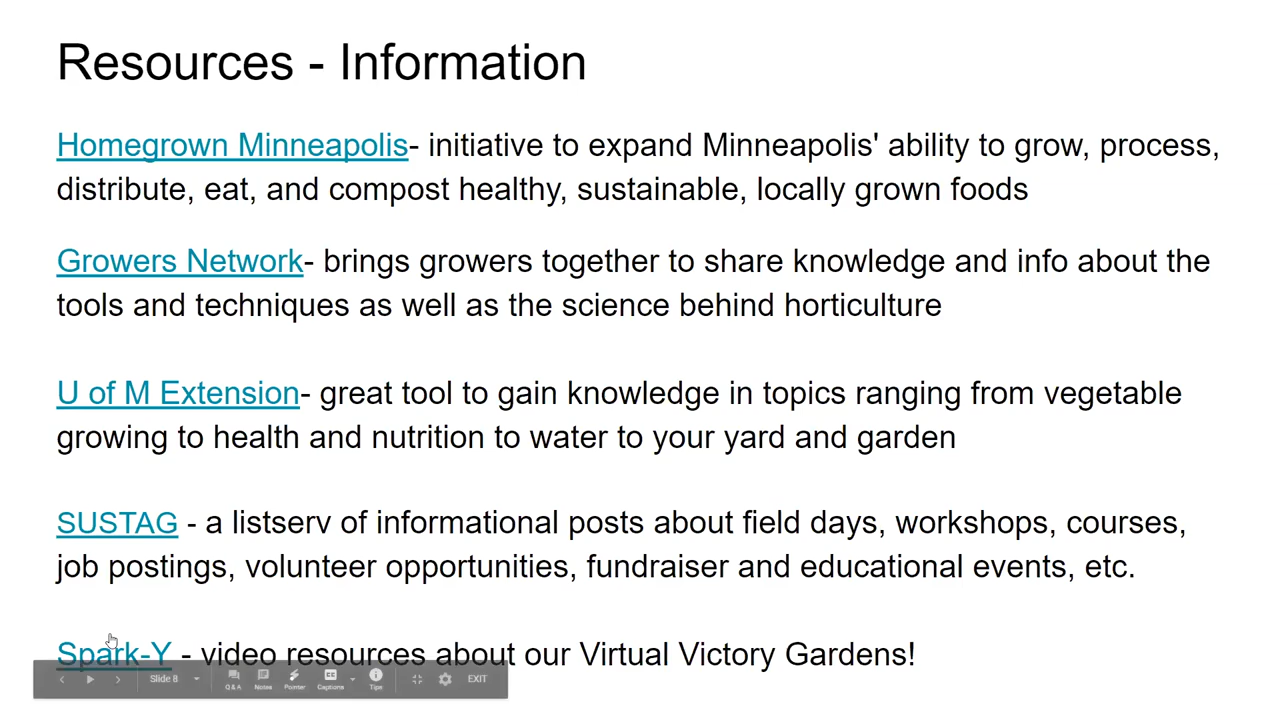 Resources - Information
Homegrown Minneapolis- initiative to expand Minneapolis' ability to grow, process,
distribute, eat, and compost healthy, sustainable, locally grown foods
Growers Network- brings growers together to share knowledge and info about the
tools and techniques as well as the science behind horticulture
U of M Extension- great tool to gain knowledge in topics ranging from vegetable
growing to health and nutrition to water to your yard and garden
SUSTAG - a listserv of informational posts about field days, workshops, courses,
job postings, volunteer opportunities, fundraiser and educational events, etc.
Spark-Y - video resources about our Virtual Victory Gardens!
Slide 8 Q & A Notes Pointer Captions Tips EXIT